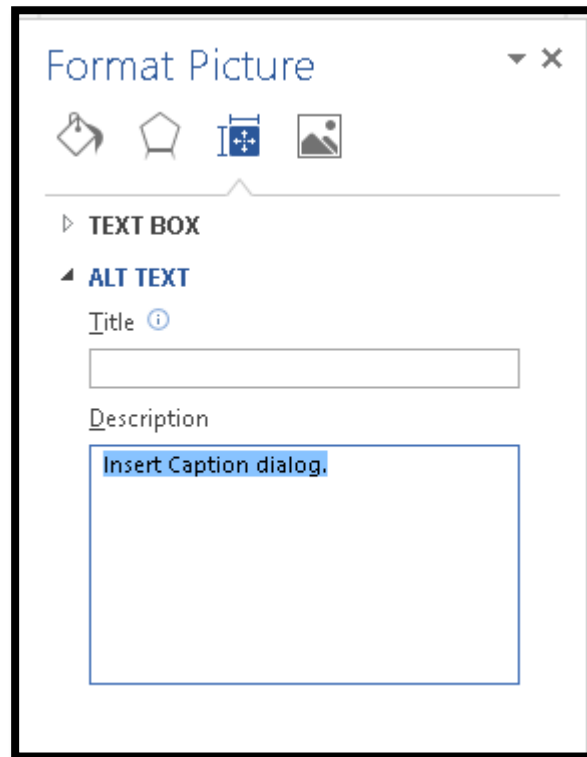 Format Picture
TEXT BOX
ALT TEXT
Title
Description
Insert Caption dialog.